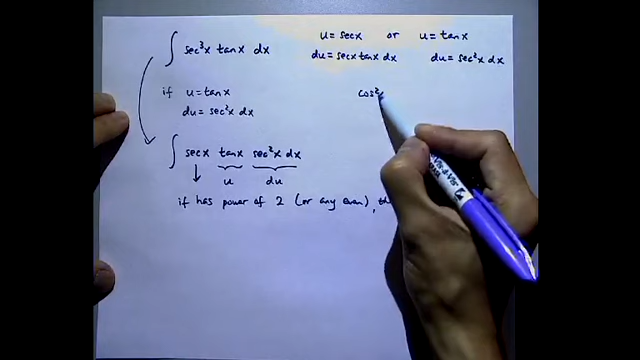 ∫ sec³x tanx dx
u = secx or u = tanx
du = secx tanx dx du = sec²x dx
if u = tanx
du = sec²x dx
cos²
∫ secx tanx sec²x dx
u du
if has power of 2 (or any even), th